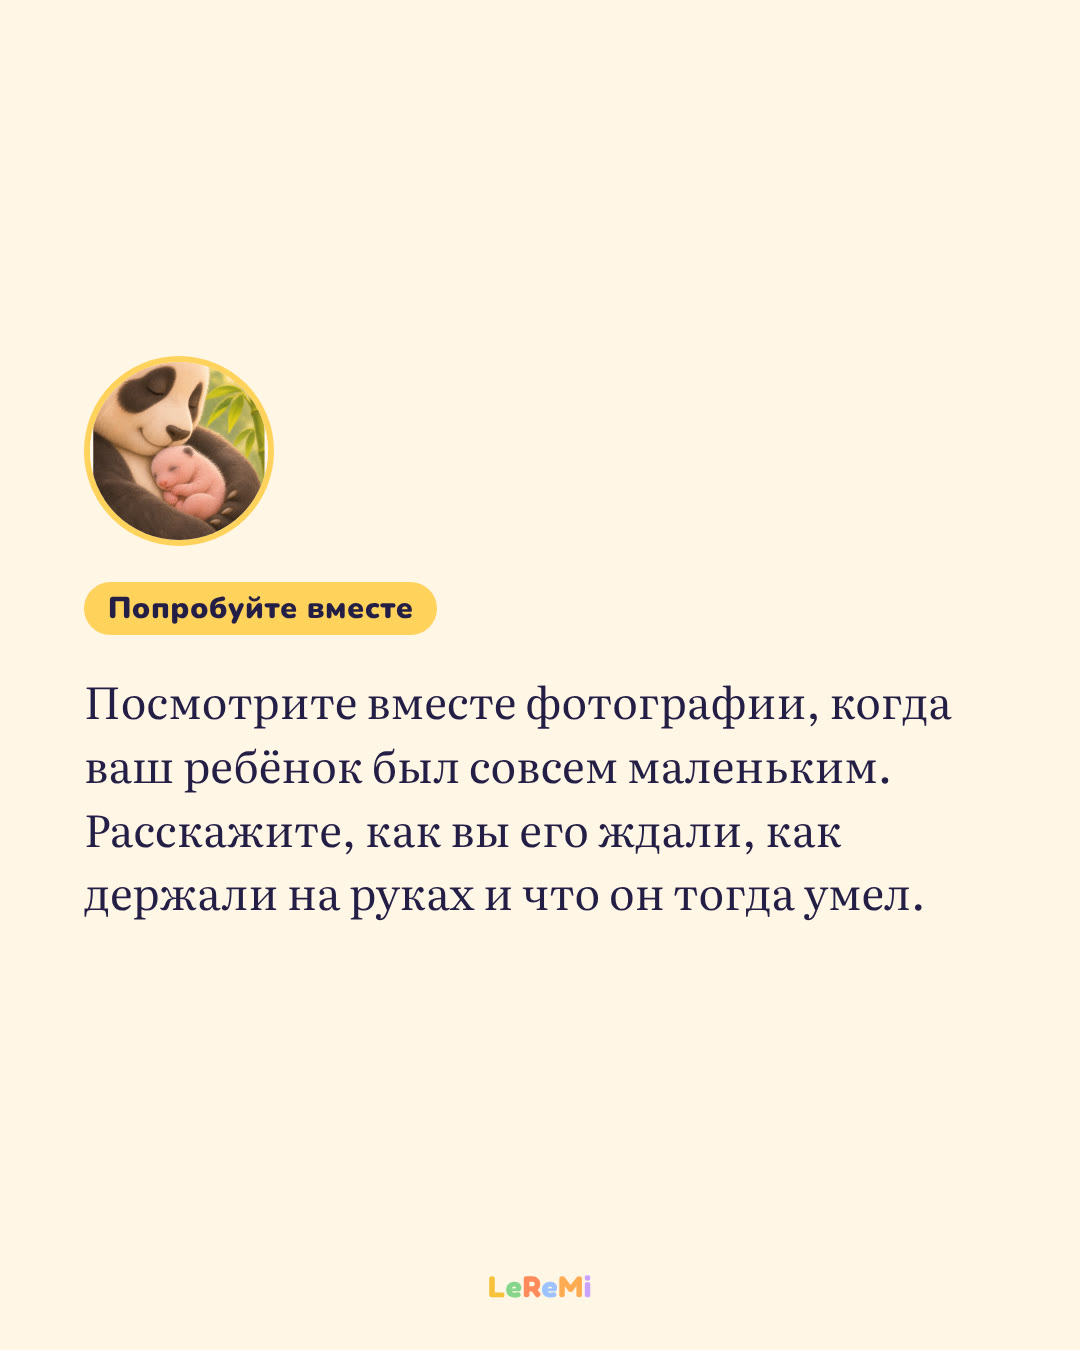 Попробуйте вместе
Посмотрите вместе фотографии, когда
ваш ребёнок был совсем маленьким.
Расскажите, как вы его ждали, как
держали на руках и что он тогда умел.
LeReMi